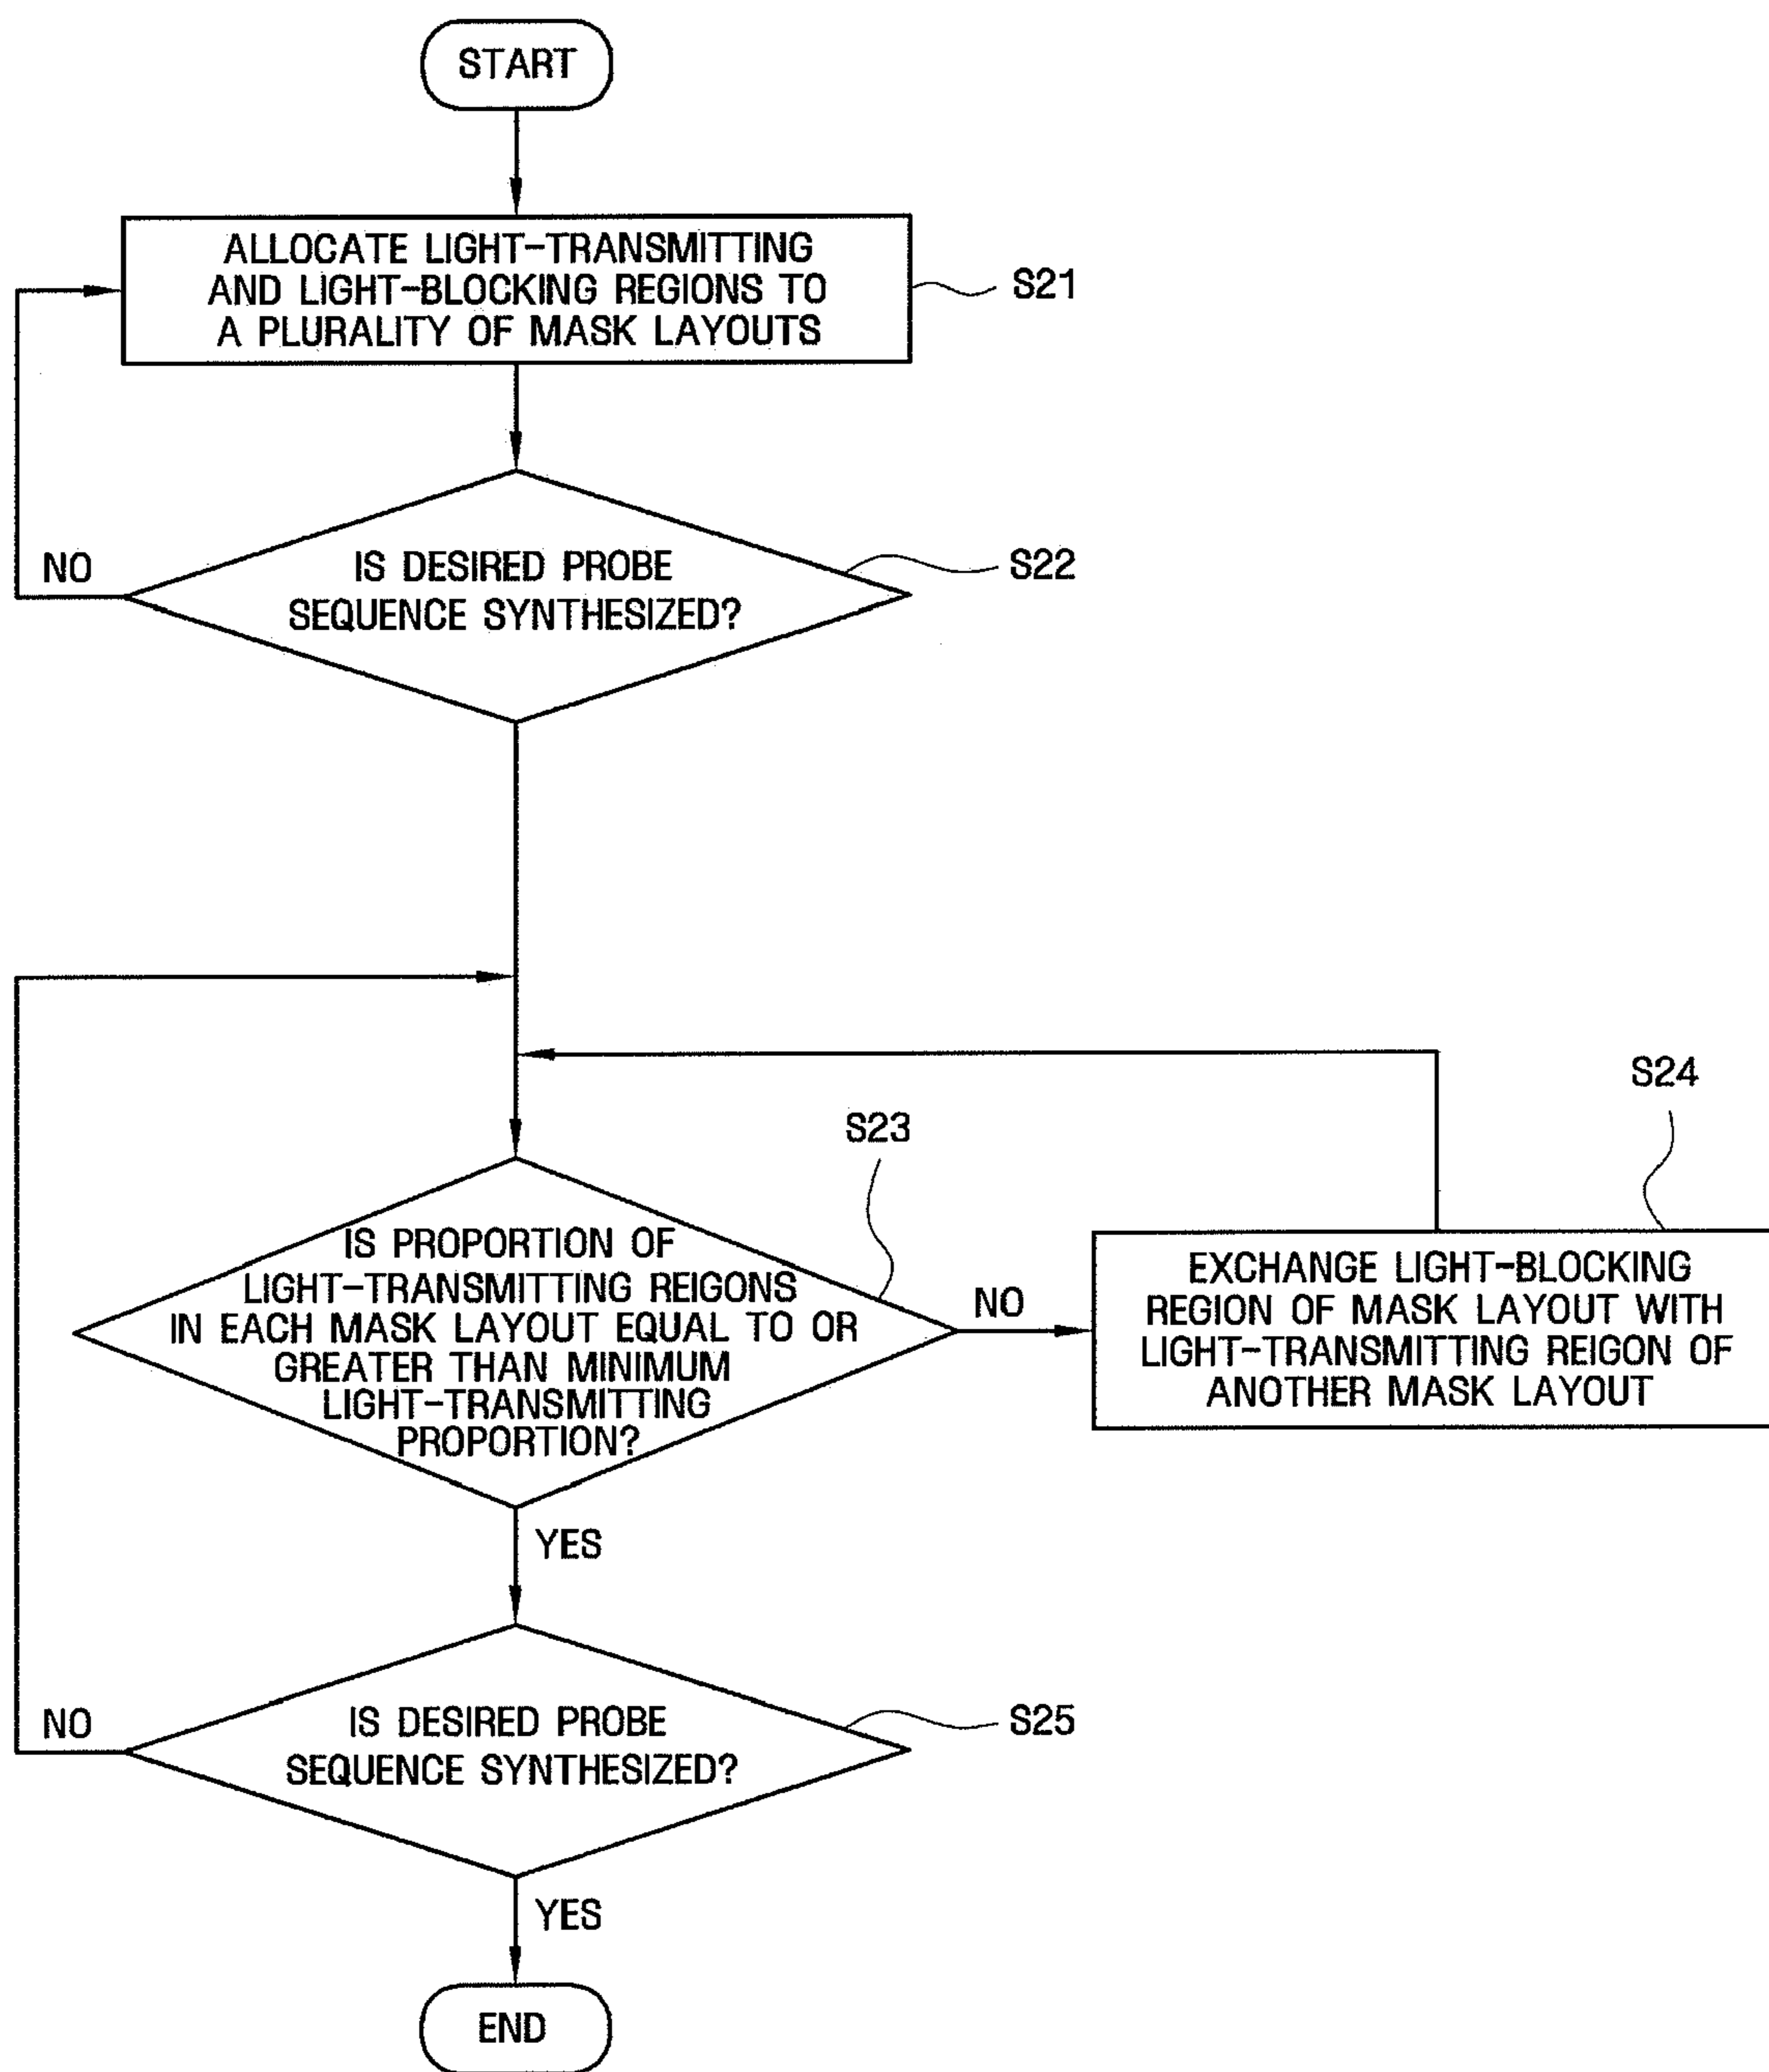 START
ALLOCATE LIGHT-TRANSMITTING
AND LIGHT-BLOCKING REGIONS TO
A PLURALITY OF MASK LAYOUTS
S21
IS DESIRED PROBE
SEQUENCE SYNTHESIZED?
S22
NO
S23
S24
IS PROPORTION OF
LIGHT-TRANSMITTING REIGONS
IN EACH MASK LAYOUT EQUAL TO OR
GREATER THAN MINIMUM
LIGHT-TRANSMITTING
PROPORTION?
NO
EXCHANGE LIGHT-BLOCKING
REGION OF MASK LAYOUT WITH
LIGHT-TRANSMITTING REIGON OF
ANOTHER MASK LAYOUT
YES
IS DESIRED PROBE
SEQUENCE SYNTHESIZED?
S25
NO
YES
END